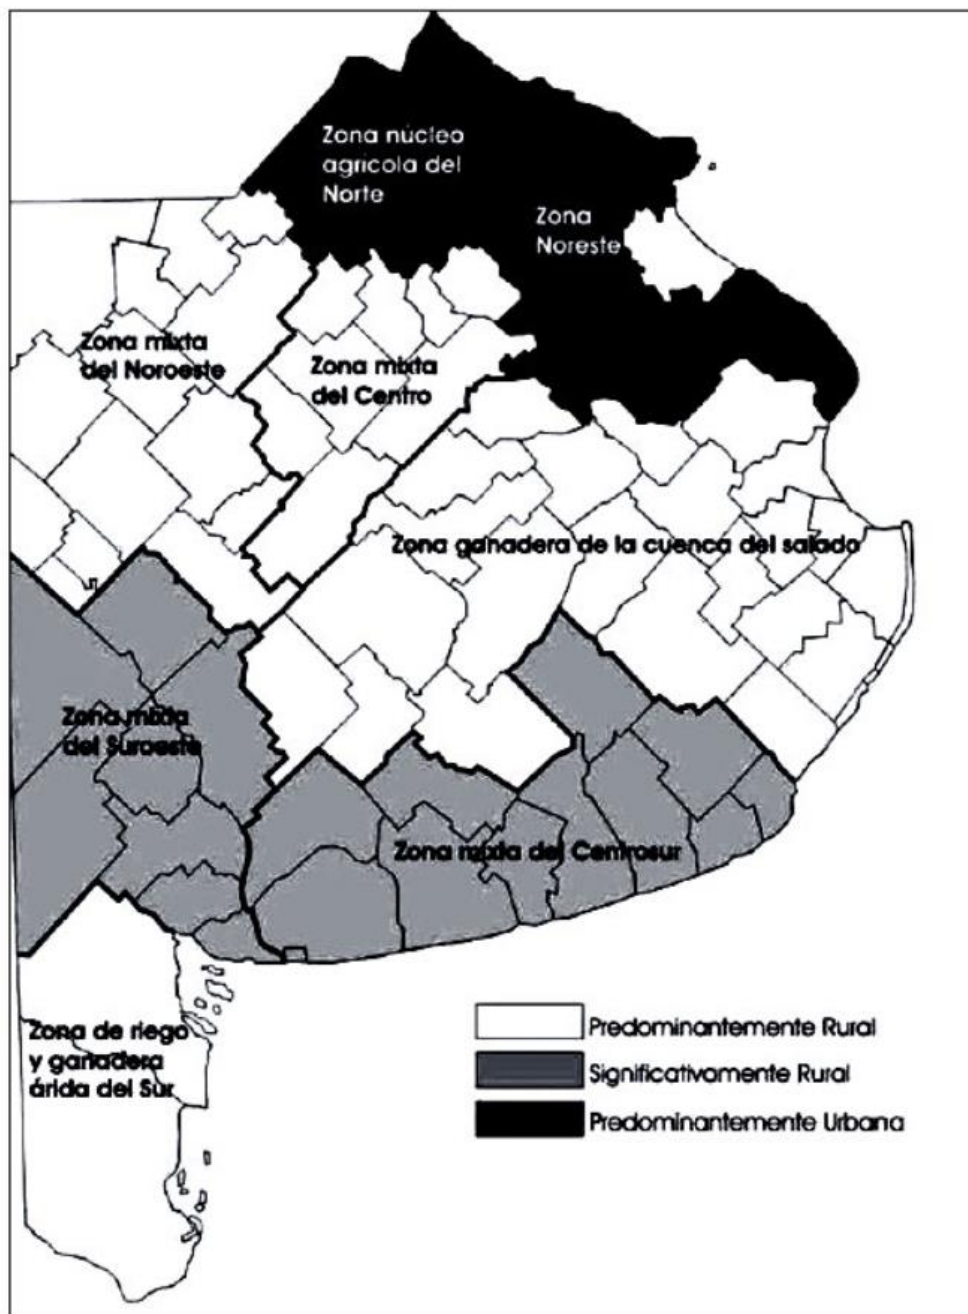 Zona núcleo
agrícola del
Norte
Zona
Noreste
Zona mixta
del Noroeste
Zona mixta
del Centro
Zona ganadera de la cuenca del salado
Zona mixta
del Suroeste
Zona mixta del Centrosur
Zona de riego
y ganadera
árida del Sur
Predominantemente Rural
Significativamente Rural
Predominantemente Urbana